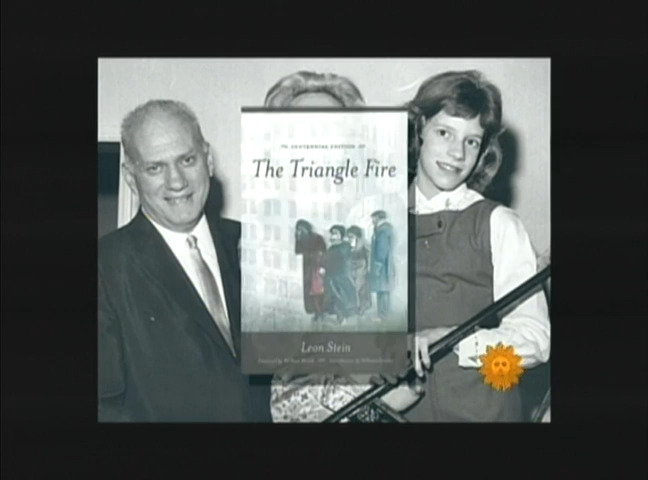 THE CENTENNIAL EDITION OF
The Triangle Fire
Leon Stein